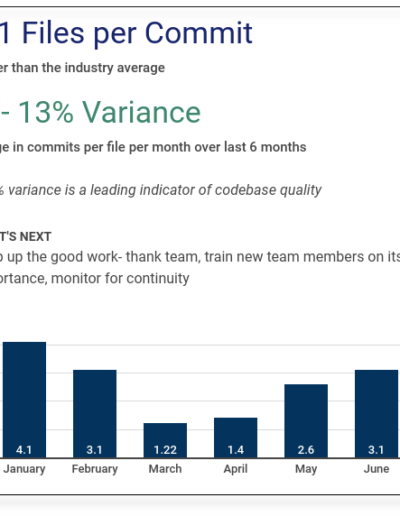 1 Files per Commit
er than the industry average
- 13% Variance
ge in commits per file per month over last 6 months
% variance is a leading indicator of codebase quality
T'S NEXT
p up the good work- thank team, train new team members on its
ortance, monitor for continuity
4.1 3.1 1.22 1.4 2.6 3.1
January February March April May June